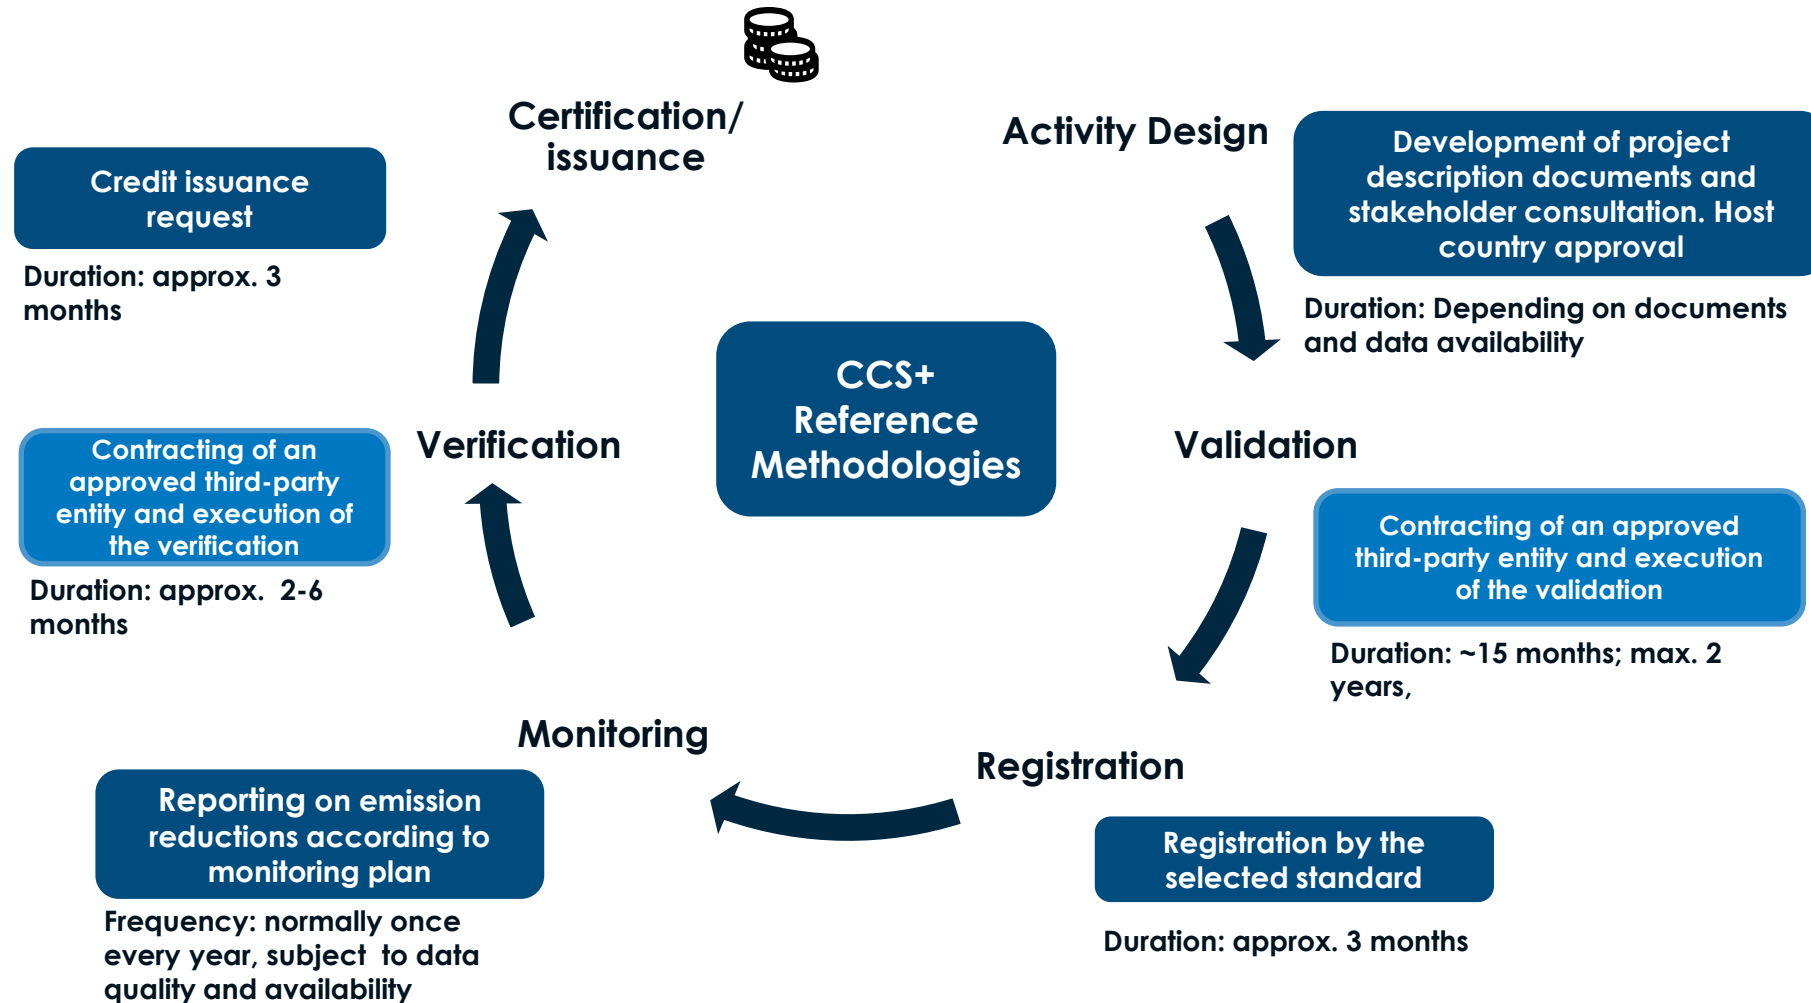 Certification/
issuance
Activity Design
Development of project
description documents and
stakeholder consultation. Host
country approval
Duration: Depending on documents
and data availability
Credit issuance
request
Duration: approx. 3
months
CCS+
Reference
Methodologies
Verification
Contracting of an
approved third-party
entity and execution of
the verification
Duration: approx.  2-6
months
Validation
Contracting of an approved
third-party entity and execution
of the validation
Duration: ~15 months; max. 2
years,
Monitoring
Reporting on emission
reductions according to
monitoring plan
Frequency: normally once
every year, subject  to data
quality and availability
Registration
Registration by the
selected standard
Duration: approx. 3 months